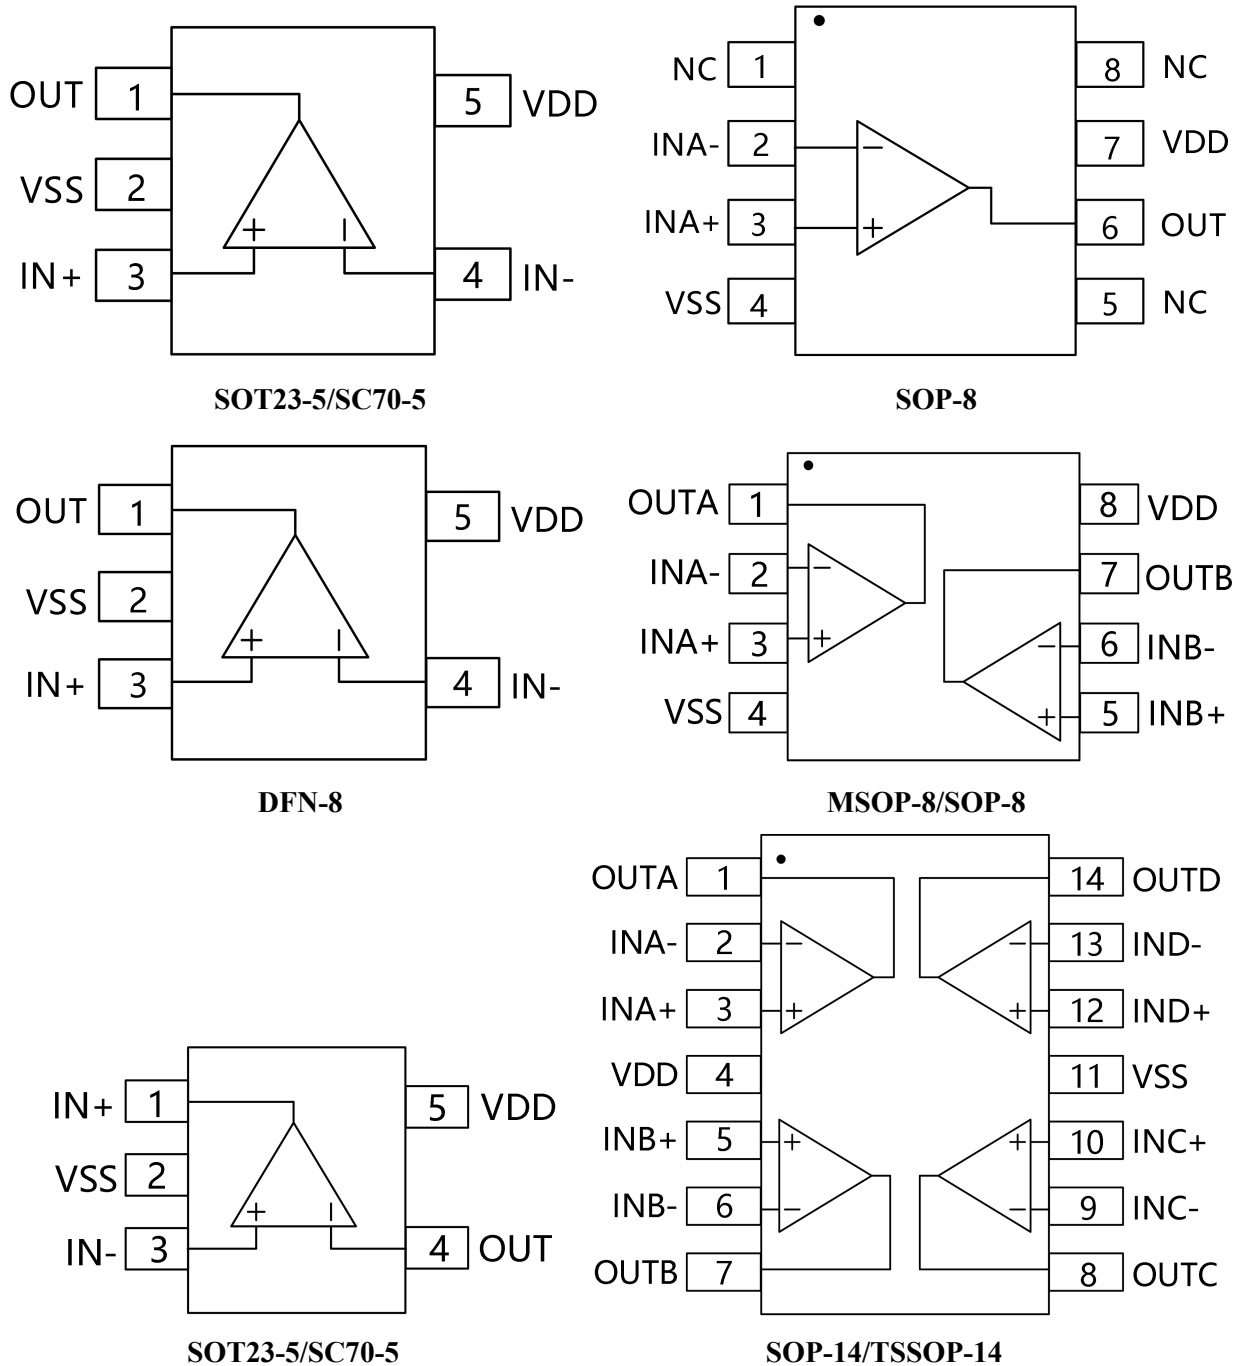 OUT 1 5 VDD
VSS 2
IN+ 3 4 IN-
+ −
SOT23-5/SC70-5
NC 1 8 NC
INA- 2 7 VDD
INA+ 3 6 OUT
VSS 4 5 NC
− +
SOP-8
OUT 1 5 VDD
VSS 2
IN+ 3 4 IN-
+ −
DFN-8
OUTA 1 8 VDD
INA- 2 7 OUTB
INA+ 3 6 INB-
VSS 4 5 INB+
− + − +
MSOP-8/SOP-8
IN+ 1 5 VDD
VSS 2
IN- 3 4 OUT
+ −
SOT23-5/SC70-5
OUTA 1 14 OUTD
INA- 2 − − 13 IND-
INA+ 3 + + 12 IND+
VDD 4 11 VSS
INB+ 5 + + 10 INC+
INB- 6 − − 9 INC-
OUTB 7 8 OUTC
SOP-14/TSSOP-14